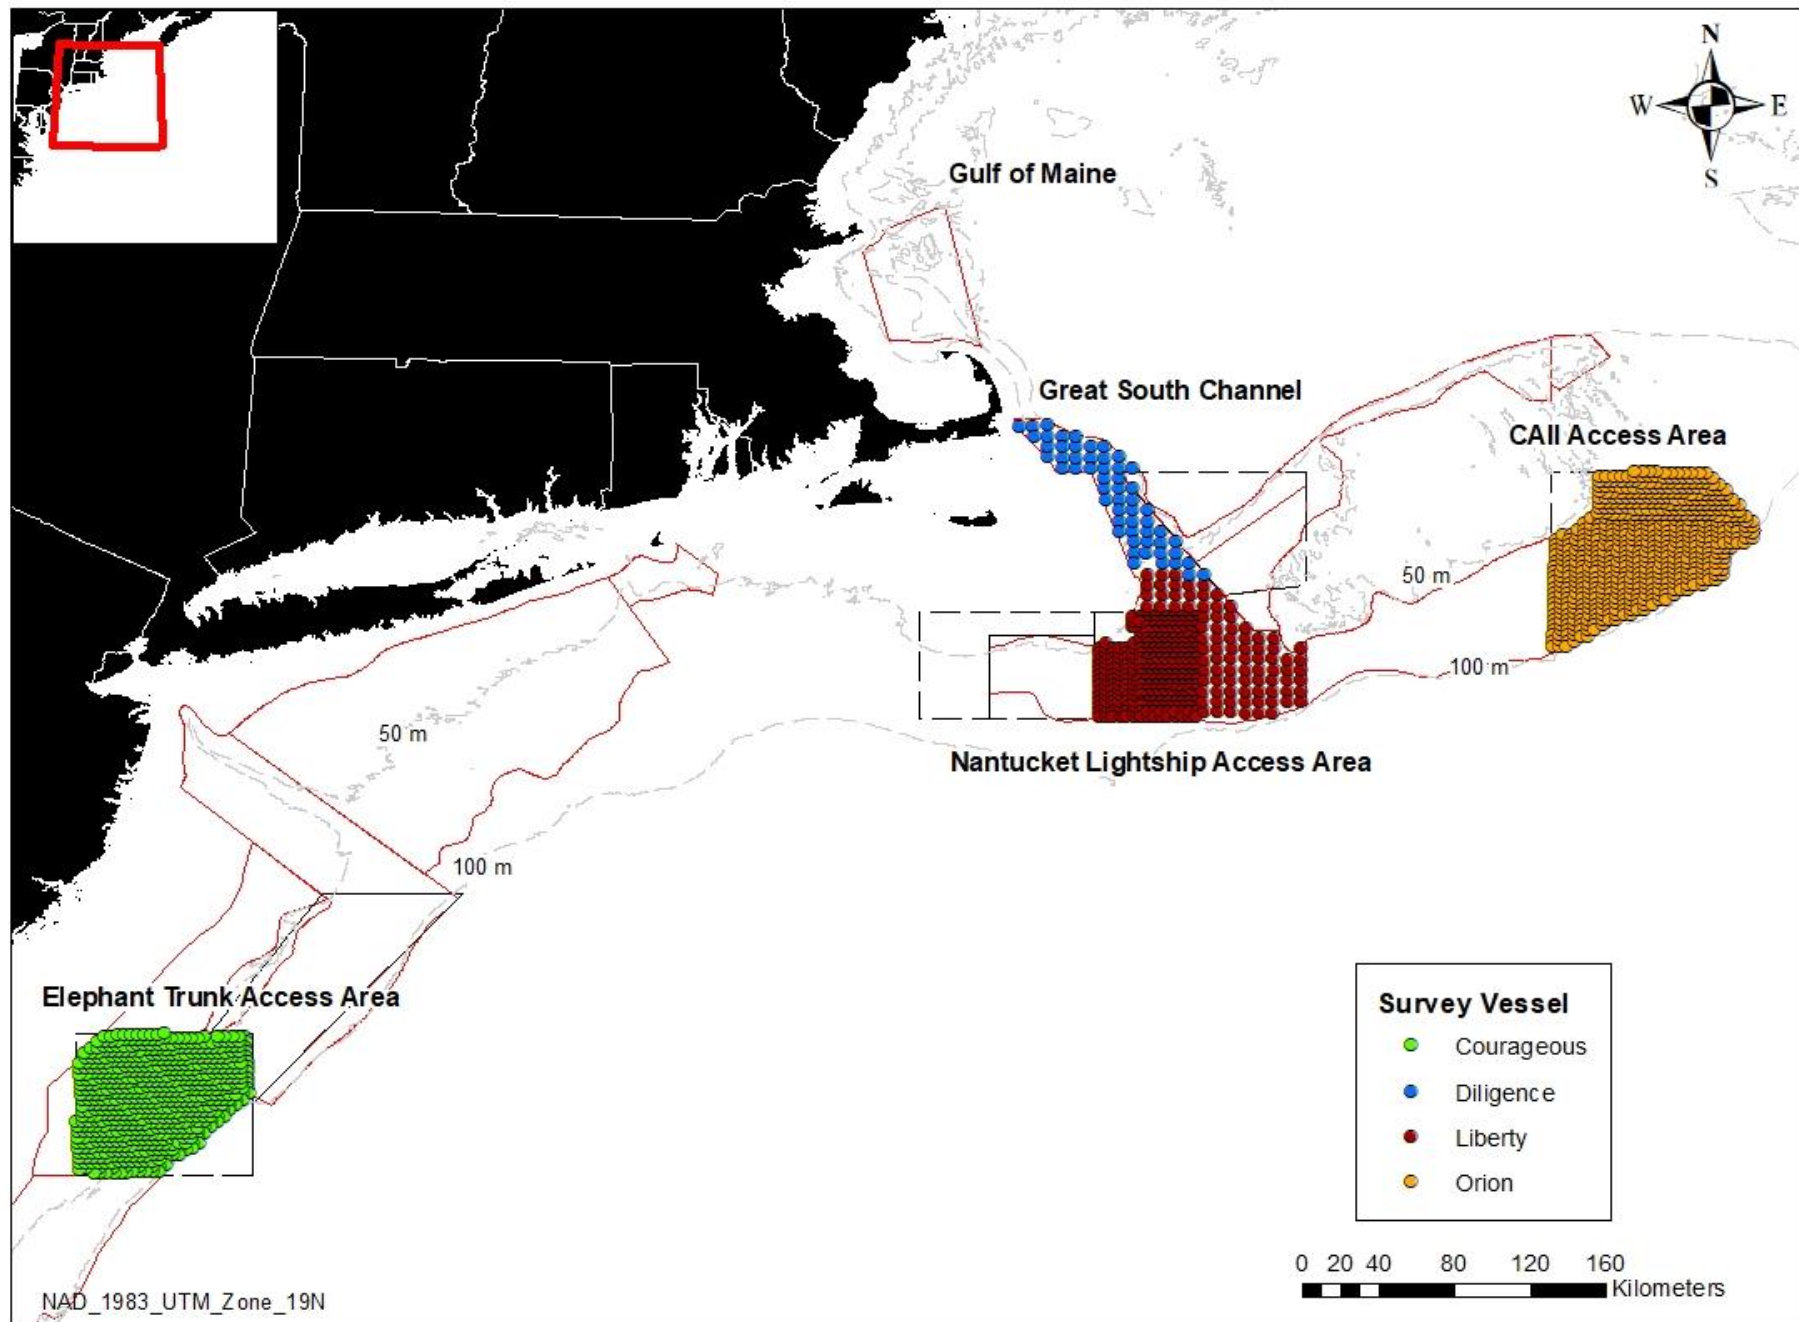 N
W E
S
Gulf of Maine
Great South Channel
CAII Access Area
50 m
100 m
50 m
Nantucket Lightship Access Area
100 m
Elephant Trunk Access Area
Survey Vessel
Courageous
Diligence
Liberty
Orion
0 20 40 80 120 160
Kilometers
NAD_1983_UTM_Zone_19N